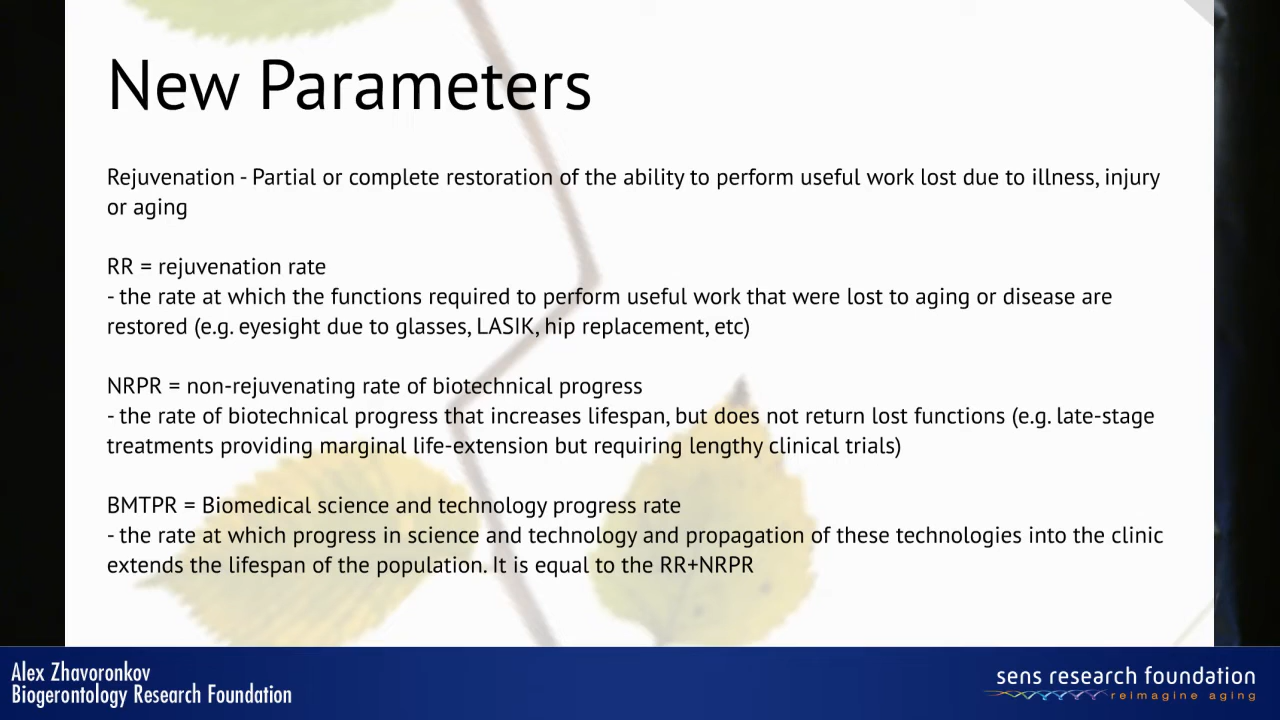 New Parameters
Rejuvenation - Partial or complete restoration of the ability to perform useful work lost due to illness, injury
or aging
RR = rejuvenation rate
- the rate at which the functions required to perform useful work that were lost to aging or disease are
restored (e.g. eyesight due to glasses, LASIK, hip replacement, etc)
NRPR = non-rejuvenating rate of biotechnical progress
- the rate of biotechnical progress that increases lifespan, but does not return lost functions (e.g. late-stage
treatments providing marginal life-extension but requiring lengthy clinical trials)
BMTPR = Biomedical science and technology progress rate
- the rate at which progress in science and technology and propagation of these technologies into the clinic
extends the lifespan of the population. It is equal to the RR+NRPR
Alex Zhavoronkov
Biogerontology Research Foundation
sens research foundation
reimagine aging